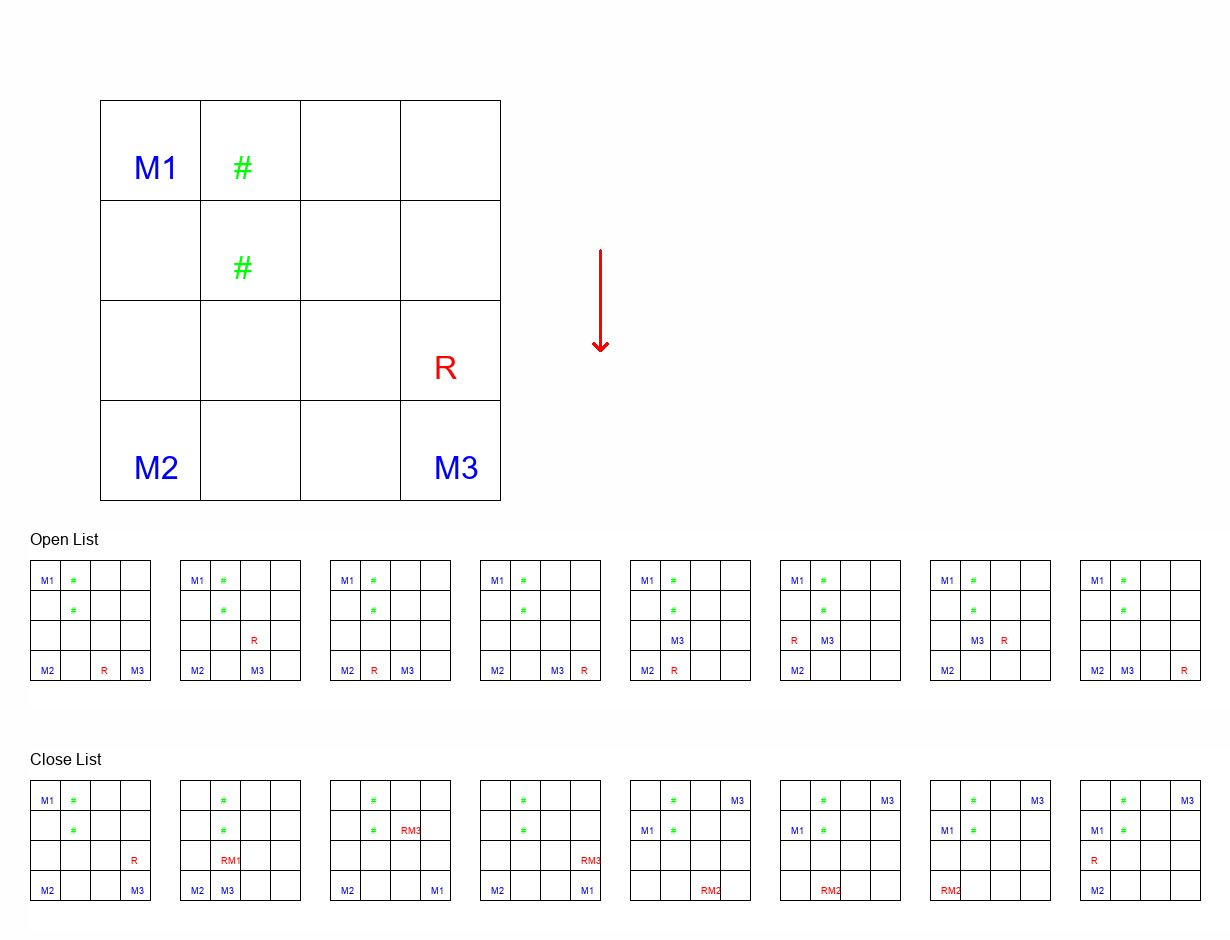 M1 #
#
R
M2 M3
Open List
M1 # M1 # M1 # M1 # M1 # M1 # M1 # M1 #
# # # # # # # #
R M3 R M3 M3 R
M2 R M3 M2 M3 M2 R M3 M2 M3 R M2 R M2 M2 M2 M3 R
Close List
M1 # # # # # M3 # M3 # M3 # M3
# # # RM3 # M1 # M1 # M1 # M1 #
R RM1 RM3 R
M2 M3 M2 M3 M2 M1 M2 M1 RM2 RM2 RM2 M2